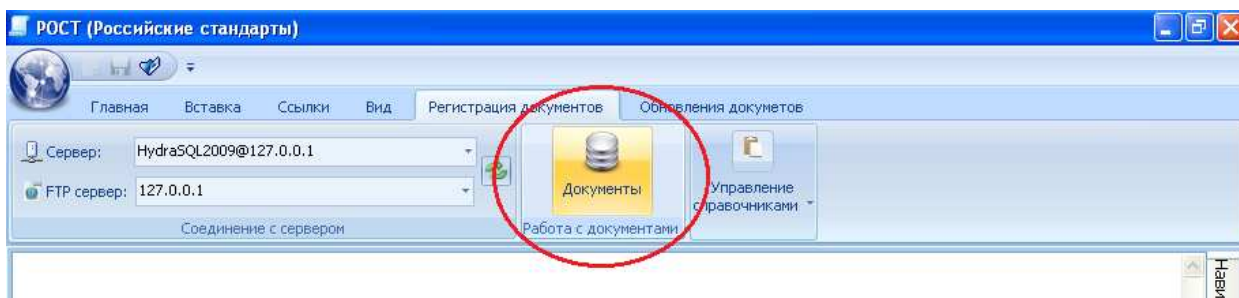 РОСТ (Российские стандарты)
Главная Вставка Ссылки Вид Регистрация документов Обновления докуметов
Сервер: HydraSQL2009@127.0.0.1
FTP сервер: 127.0.0.1
Соединение с сервером
Документы
Работа с документами
Управление
справочниками